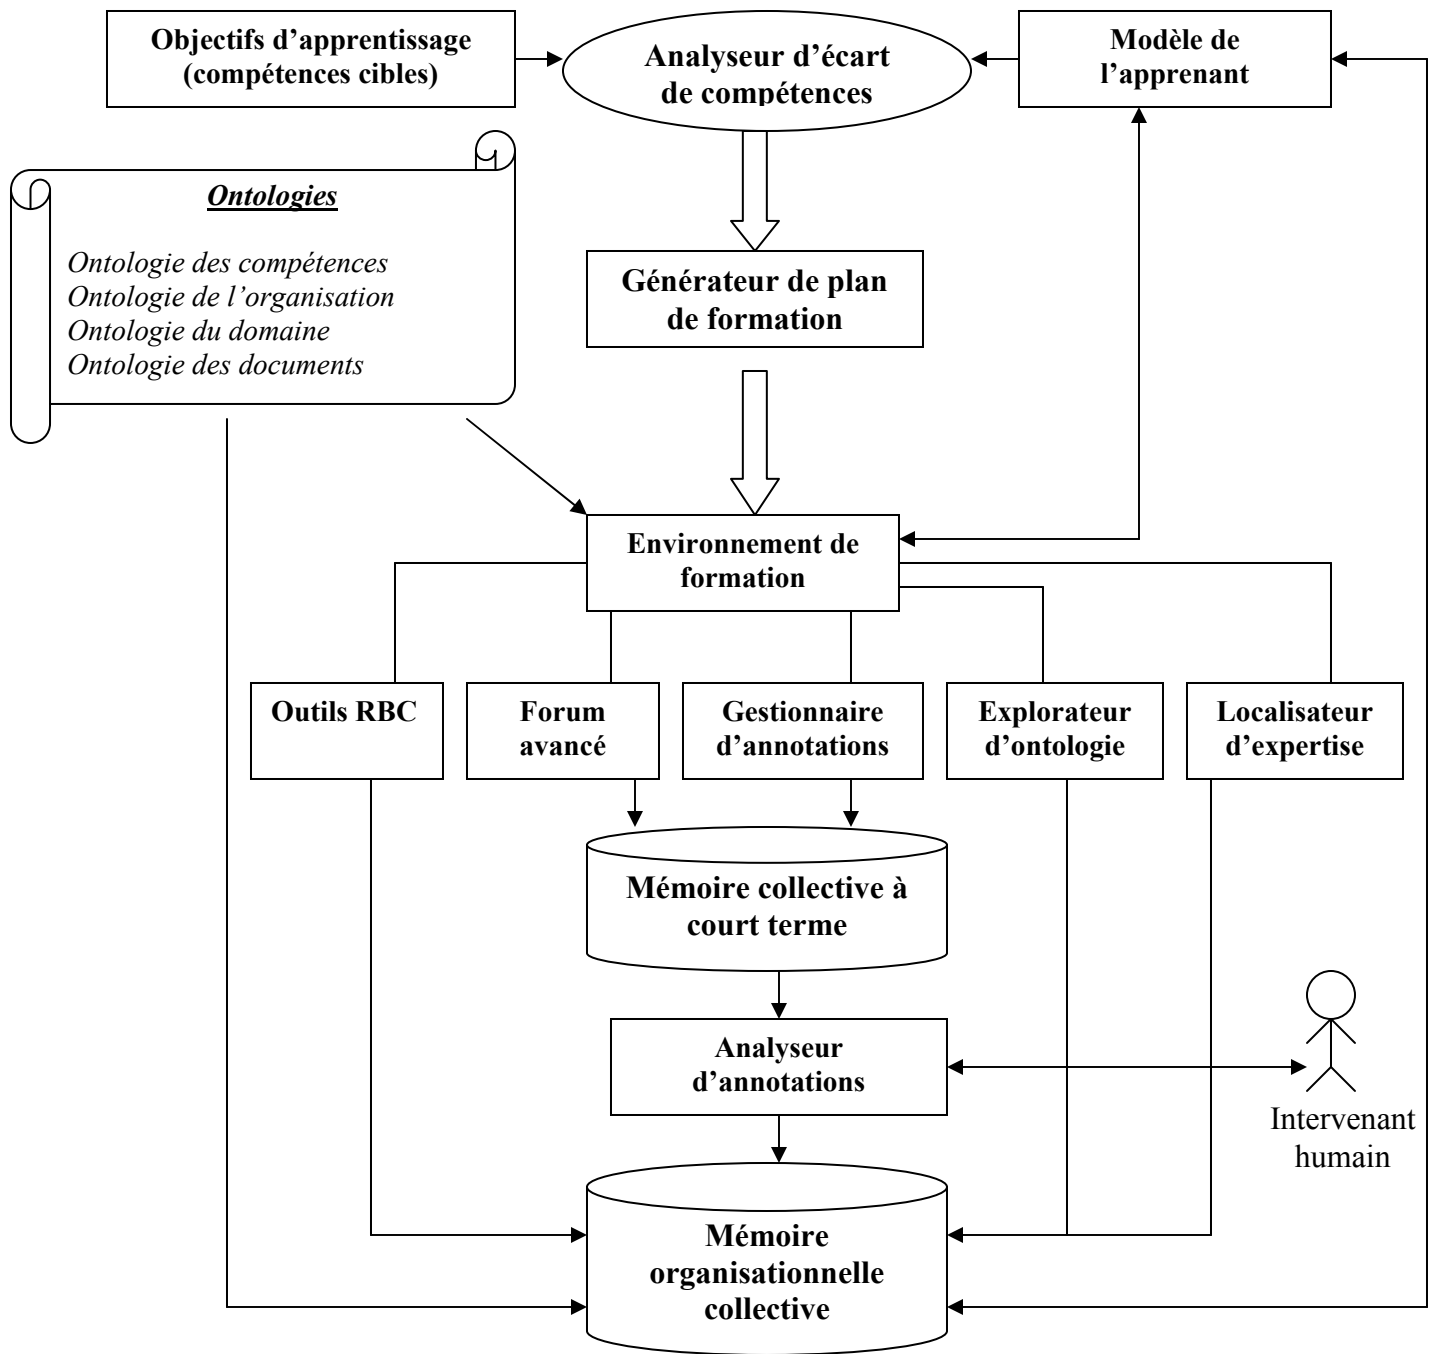 Objectifs d’apprentissage
(compétences cibles)
Analyseur d’écart
de compétences
Modèle de
l’apprenant
Ontologies
Ontologie des compétences
Ontologie de l’organisation
Ontologie du domaine
Ontologie des documents
Générateur de plan
de formation
Environnement de
formation
Outils RBC
Forum
avancé
Gestionnaire
d’annotations
Explorateur
d’ontologie
Localisateur
d’expertise
Mémoire collective à
court terme
Analyseur
d’annotations
Intervenant
humain
Mémoire
organisationnelle
collective